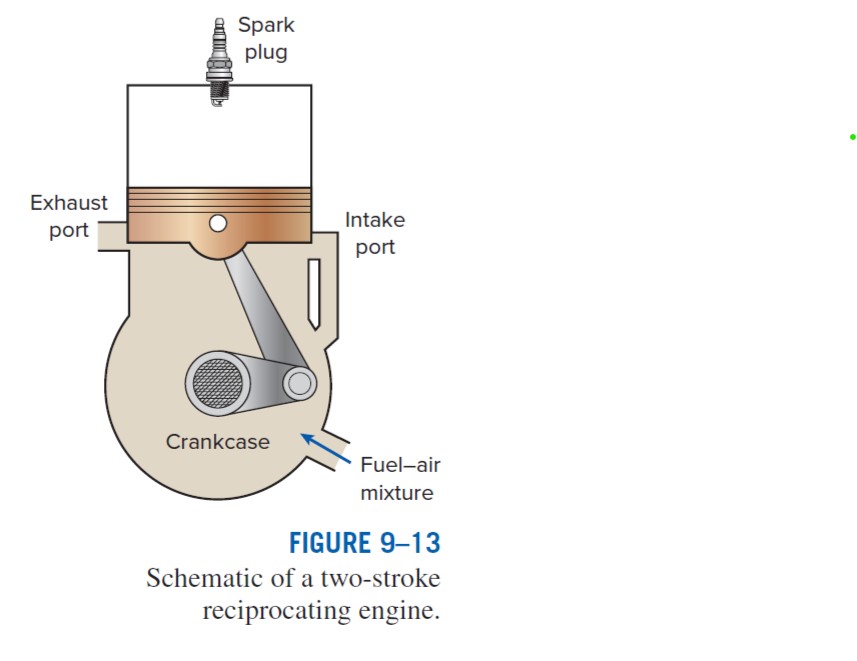 Spark
plug
Exhaust
port
Intake
port
Crankcase
Fuel–air
mixture
FIGURE 9–13
Schematic of a two-stroke
reciprocating engine.